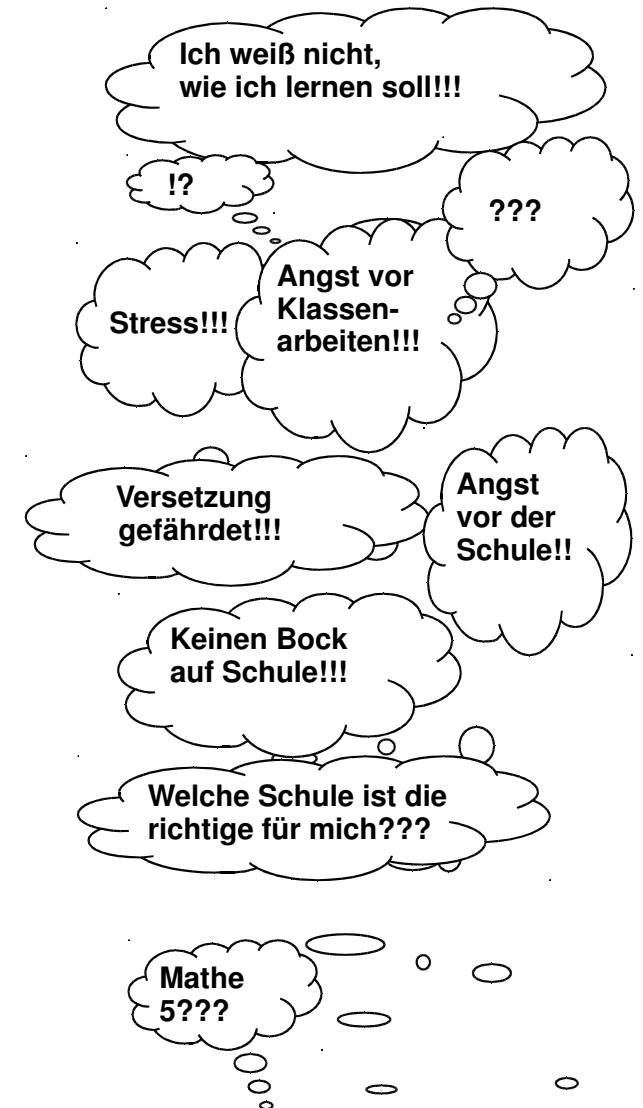 Ich weiß nicht,
wie ich lernen soll!!!
!?
???
Stress!!!
Angst vor
Klassen-
arbeiten!!!
Versetzung
gefährdet!!!
Angst
vor der
Schule!!
Keinen Bock
auf Schule!!!
Welche Schule ist die
richtige für mich???
Mathe
5???